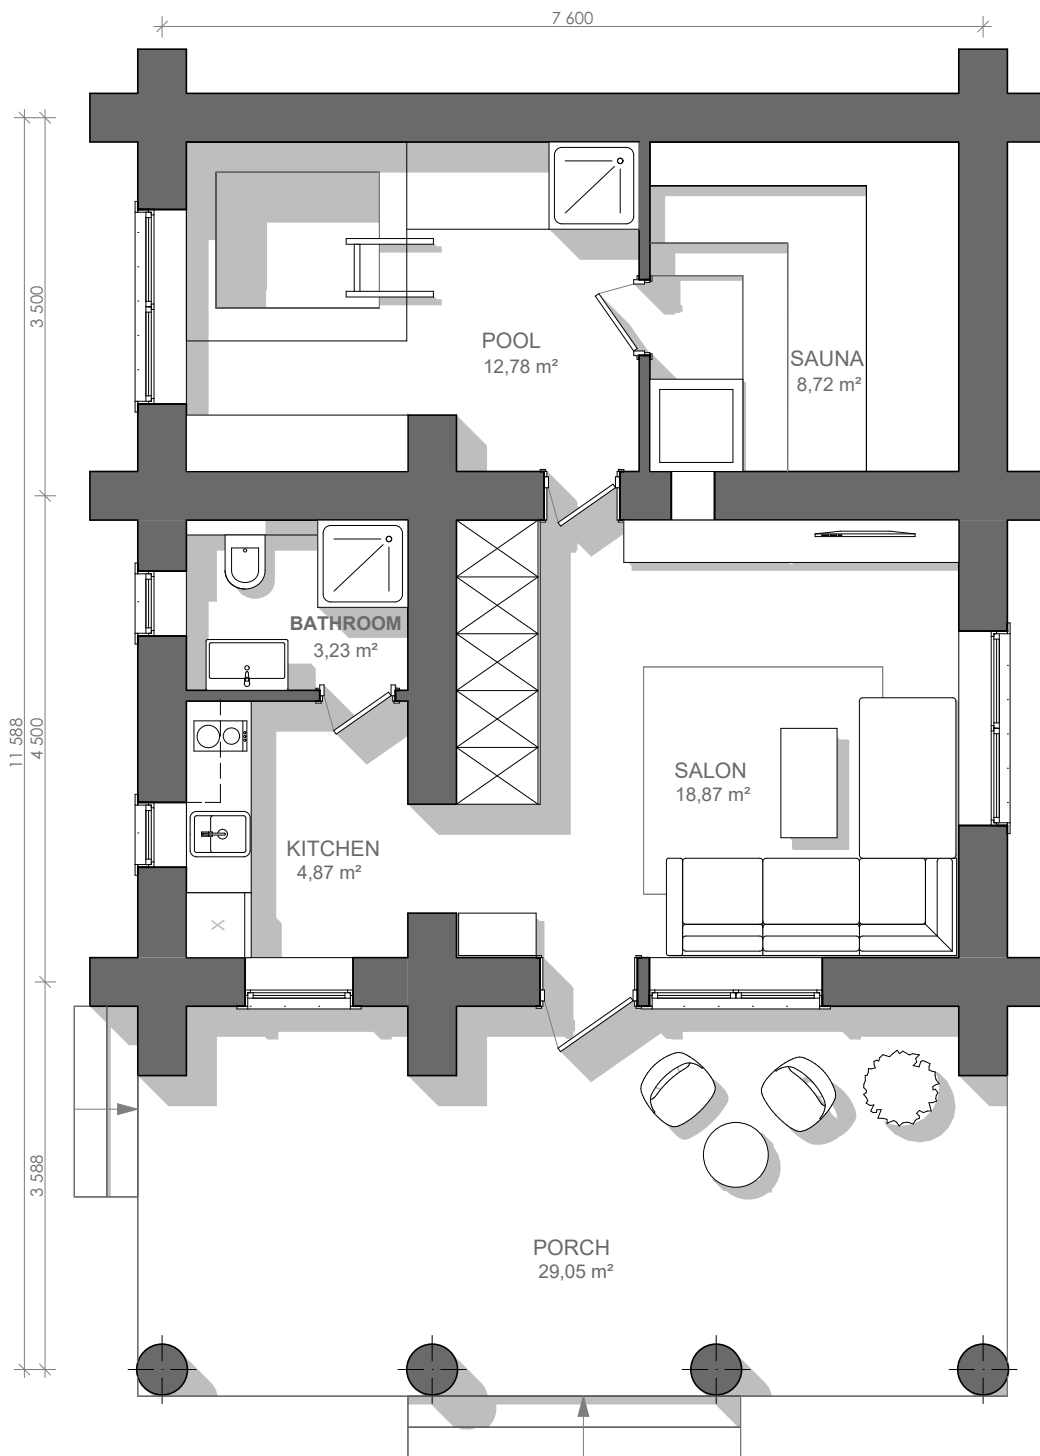 7 600
3 500
POOL
12,78 m²
SAUNA
8,72 m²
BATHROOM
3,23 m²
11 588
4 500
SALON
18,87 m²
KITCHEN
4,87 m²
3 588
PORCH
29,05 m²